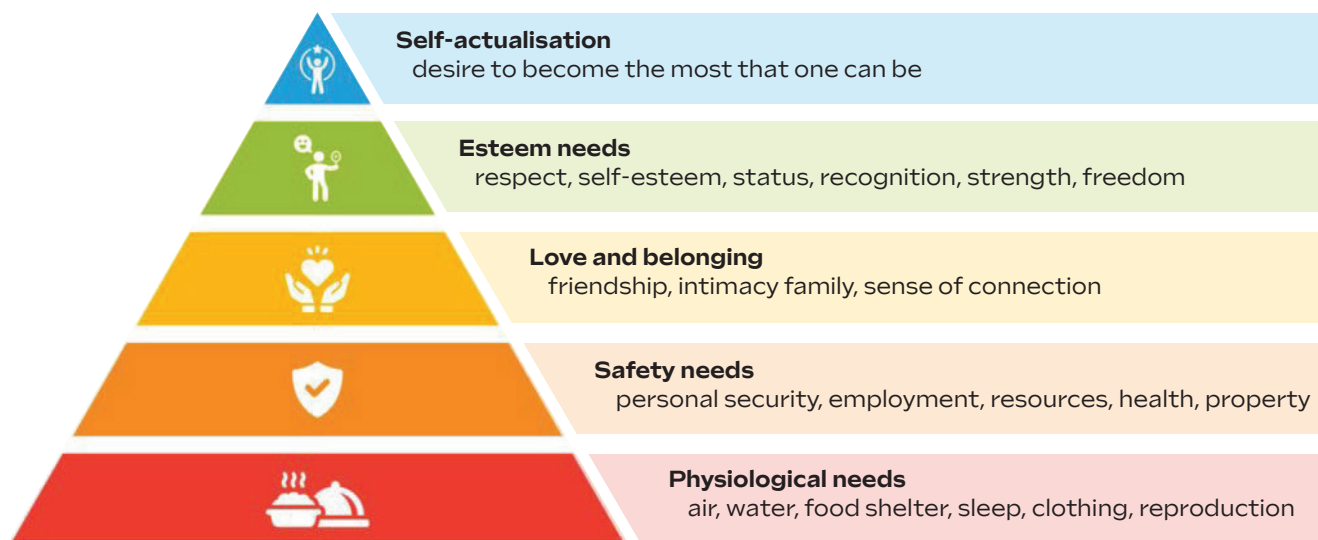 Self-actualisation
desire to become the most that one can be
Esteem needs
respect, self-esteem, status, recognition, strength, freedom
Love and belonging
friendship, intimacy family, sense of connection
Safety needs
personal security, employment, resources, health, property
Physiological needs
air, water, food shelter, sleep, clothing, reproduction